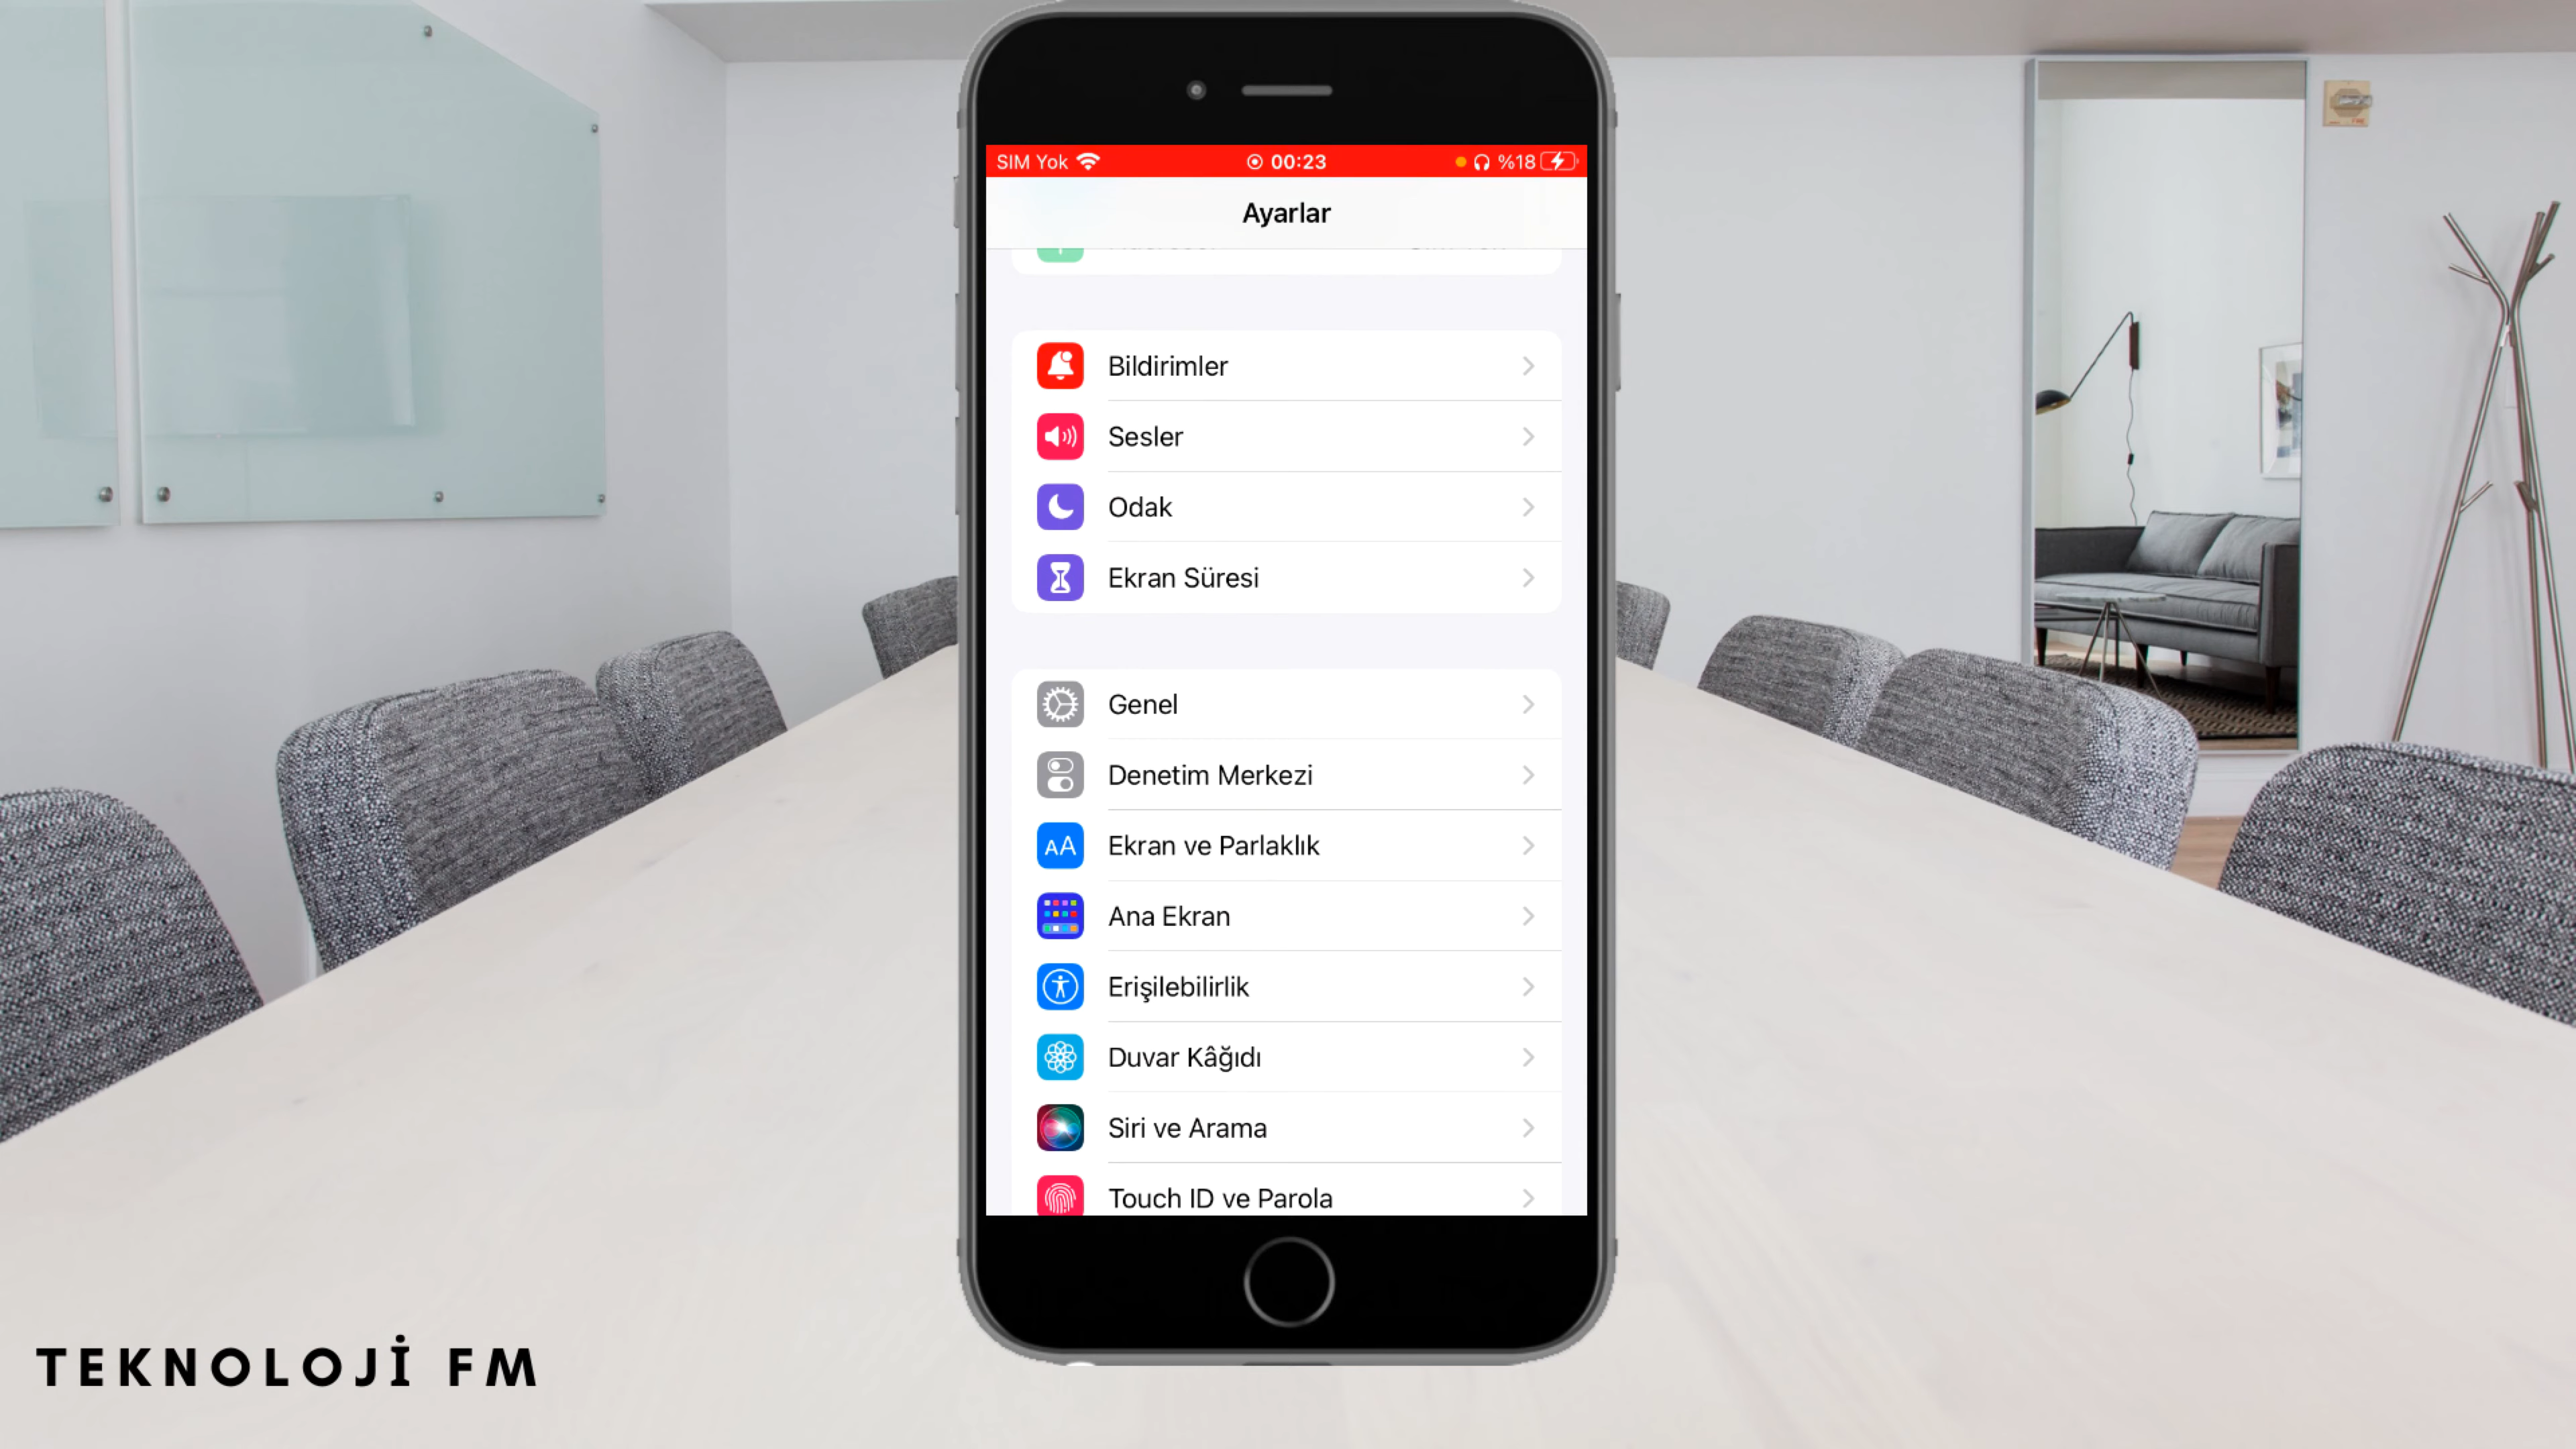 SIM Yok 00:23 %18
Ayarlar
Bildirimler
Sesler
Odak
Ekran Süresi
Genel
Denetim Merkezi
AA Ekran ve Parlaklık
Ana Ekran
Erişilebilirlik
Duvar Kâğıdı
Siri ve Arama
Touch ID ve Parola
TEKNOLOJİ FM